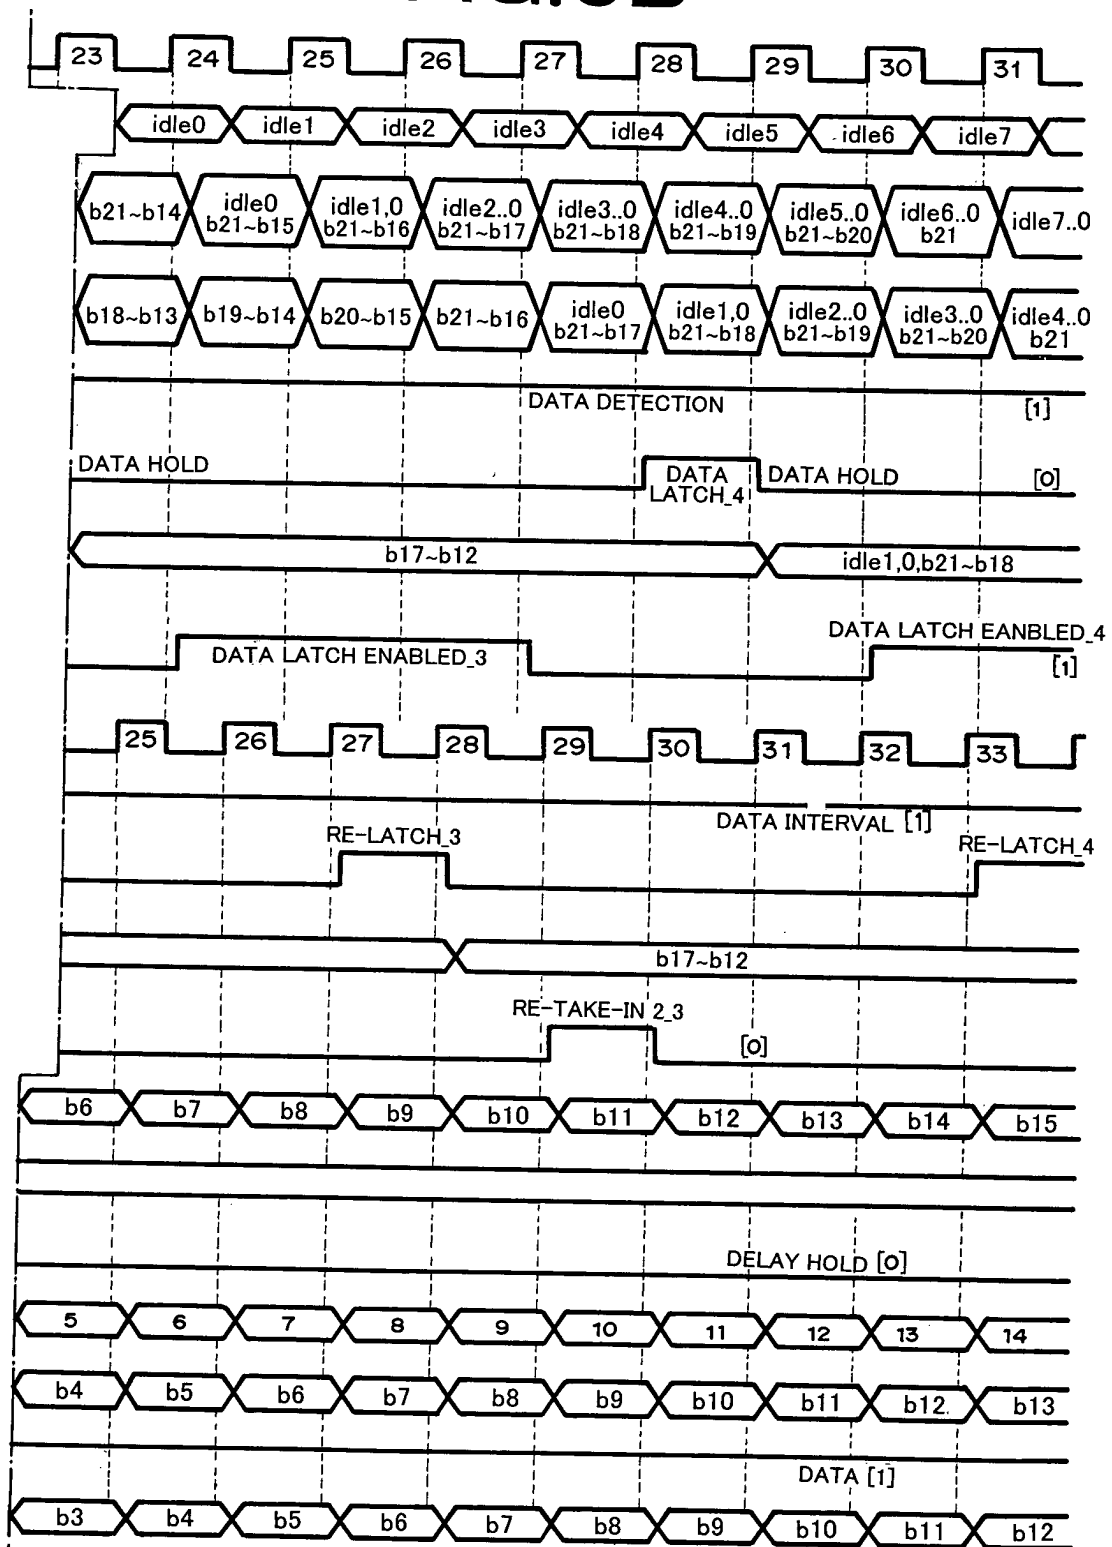 23 24 25 26 27 28 29 30 31
idle0 idle1 idle2 idle3 idle4 idle5 idle6 idle7
b21~b14 idle0 idle1,0 idle2..0 idle3..0 idle4..0 idle5..0 idle6..0 idle7..0
b21~b15 b21~b16 b21~b17 b21~b18 b21~b19 b21~b20 b21
b18~b13 b19~b14 b20~b15 b21~b16 idle0 idle1,0 idle2..0 idle3..0 idle4..0
b21~b17 b21~b18 b21~b19 b21~b20 b21
DATA DETECTION [1]
DATA HOLD DATA DATA HOLD [0]
LATCH_4
b17~b12 idle1,0,b21~b18
DATA LATCH EANBLED_4
DATA LATCH ENABLED_3 [1]
25 26 27 28 29 30 31 32 33
DATA INTERVAL [1]
RE-LATCH_3 RE-LATCH_4
b17~b12
RE-TAKE-IN 2_3
[0]
b6 b7 b8 b9 b10 b11 b12 b13 b14 b15
DELAY HOLD [0]
5 6 7 8 9 10 11 12 13 14
b4 b5 b6 b7 b8 b9 b10 b11 b12 b13
DATA [1]
b3 b4 b5 b6 b7 b8 b9 b10 b11 b12